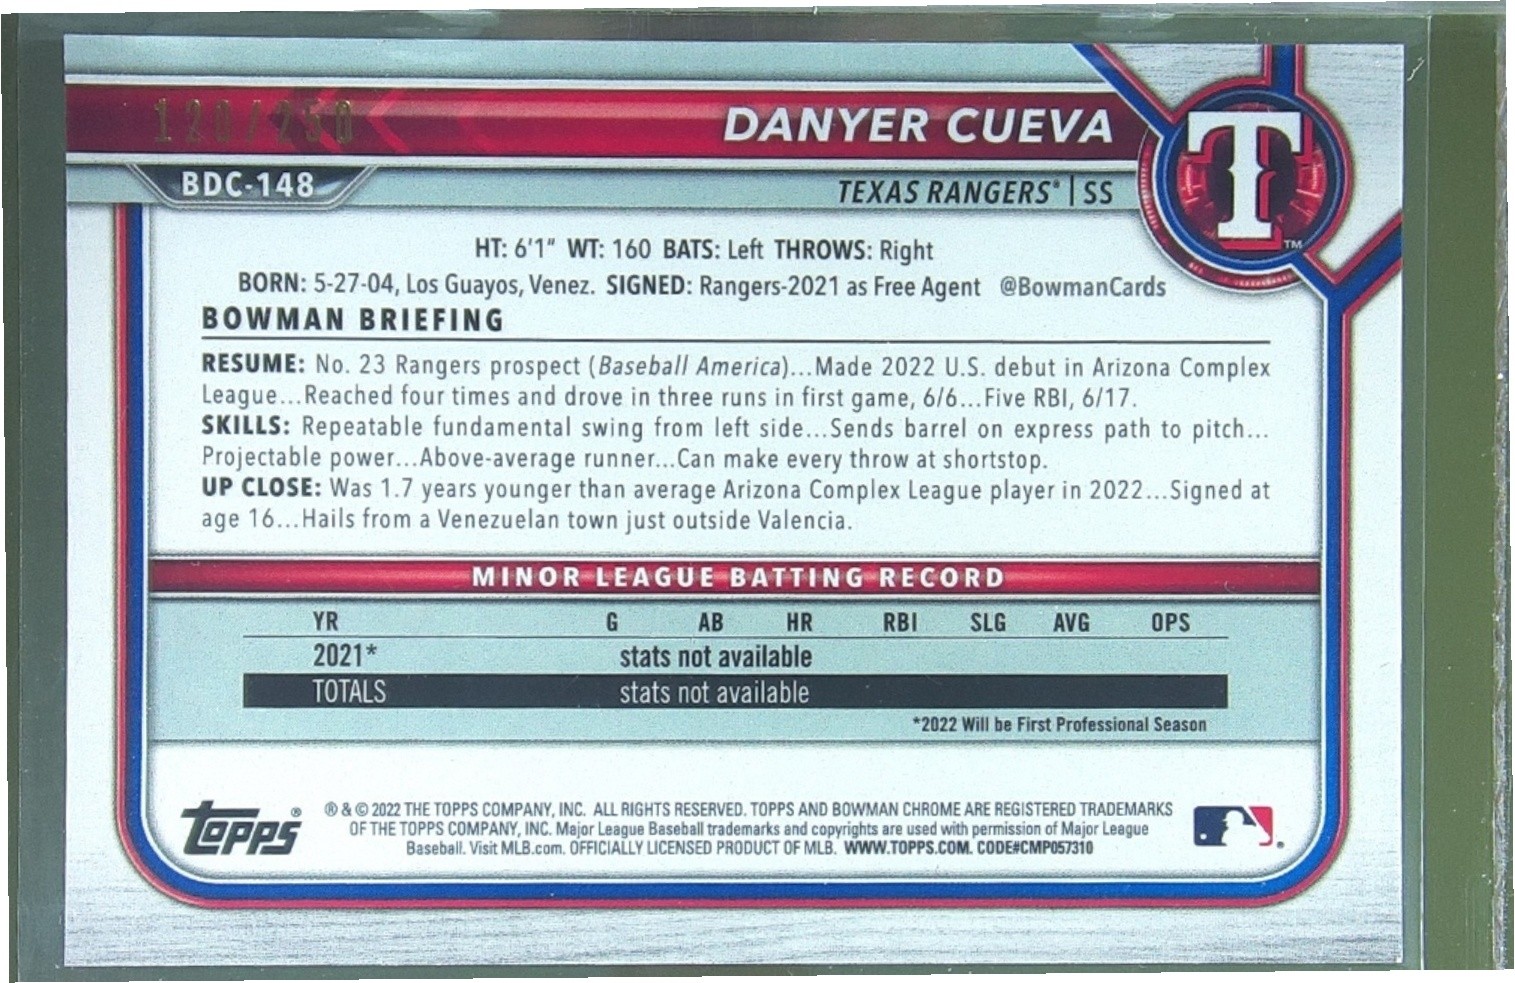 120/250
DANYER CUEVA
BDC-148
TEXAS RANGERS® | SS
T
TM
HT: 6'1" WT: 160 BATS: Left THROWS: Right
BORN: 5-27-04, Los Guayos, Venez. SIGNED: Rangers-2021 as Free Agent @BowmanCards
BOWMAN BRIEFING
RESUME: No. 23 Rangers prospect (Baseball America)...Made 2022 U.S. debut in Arizona Complex
League...Reached four times and drove in three runs in first game, 6/6...Five RBI, 6/17.
SKILLS: Repeatable fundamental swing from left side...Sends barrel on express path to pitch...
Projectable power...Above-average runner...Can make every throw at shortstop.
UP CLOSE: Was 1.7 years younger than average Arizona Complex League player in 2022...Signed at
age 16...Hails from a Venezuelan town just outside Valencia.
MINOR LEAGUE BATTING RECORD
YR G AB HR RBI SLG AVG OPS
2021* stats not available
TOTALS stats not available
*2022 Will be First Professional Season
topps®
® & © 2022 THE TOPPS COMPANY, INC. ALL RIGHTS RESERVED. TOPPS AND BOWMAN CHROME ARE REGISTERED TRADEMARKS
OF THE TOPPS COMPANY, INC. Major League Baseball trademarks and copyrights are used with permission of Major League
Baseball. Visit MLB.com. OFFICIALLY LICENSED PRODUCT OF MLB. WWW.TOPPS.COM. CODE#CMP057310